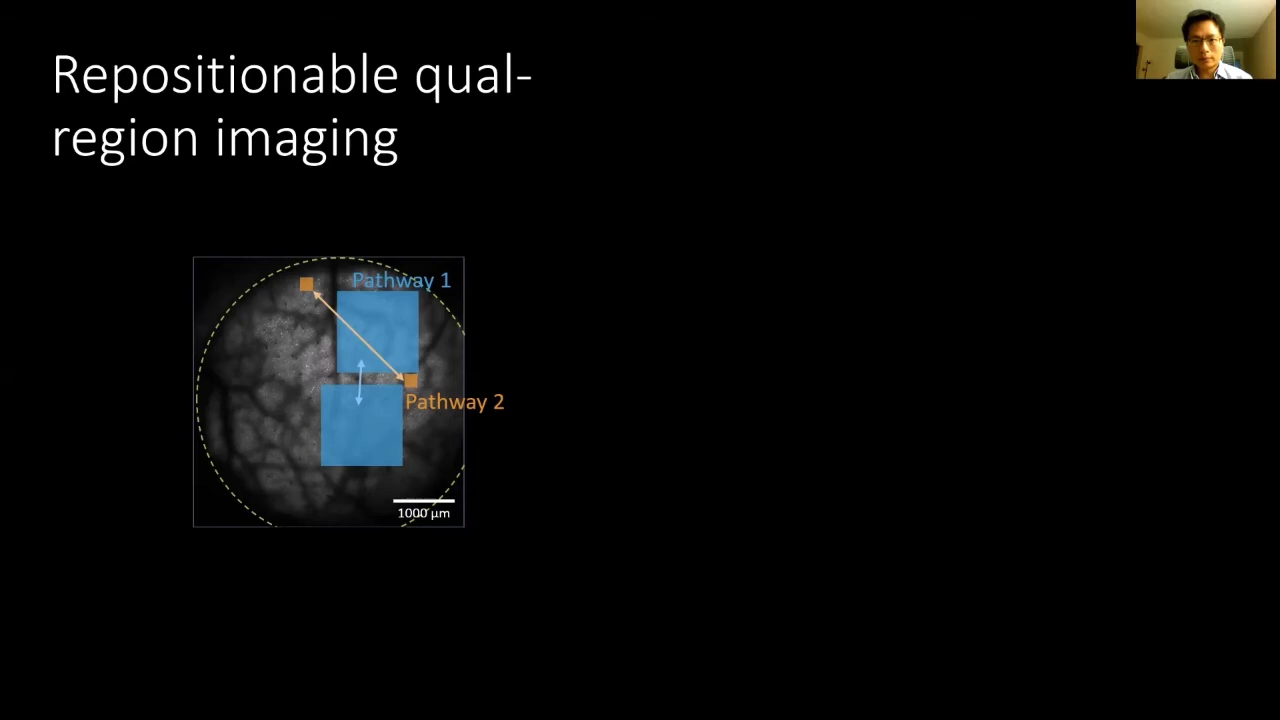 Repositionable qual-
region imaging
Pathway 1
Pathway 2
1000 µm